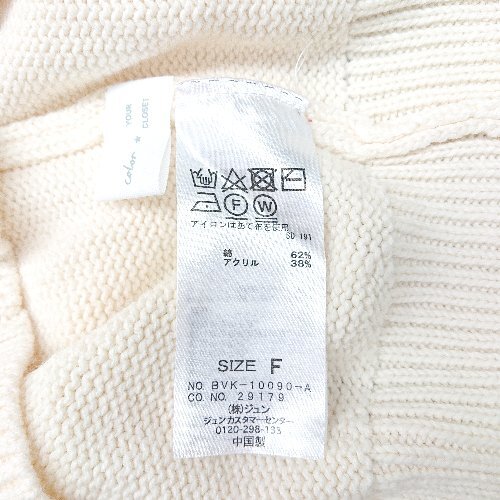 YOUR
CLOSET
color
F
W
アイロンはあて布を使用
SD 191
綿 62%
アクリル 38%
SIZE F
NO. BVK-10090-A
CO. NO. 29179
(株)ジュン
ジュンカスタマーセンター
0120-298-133
中国製